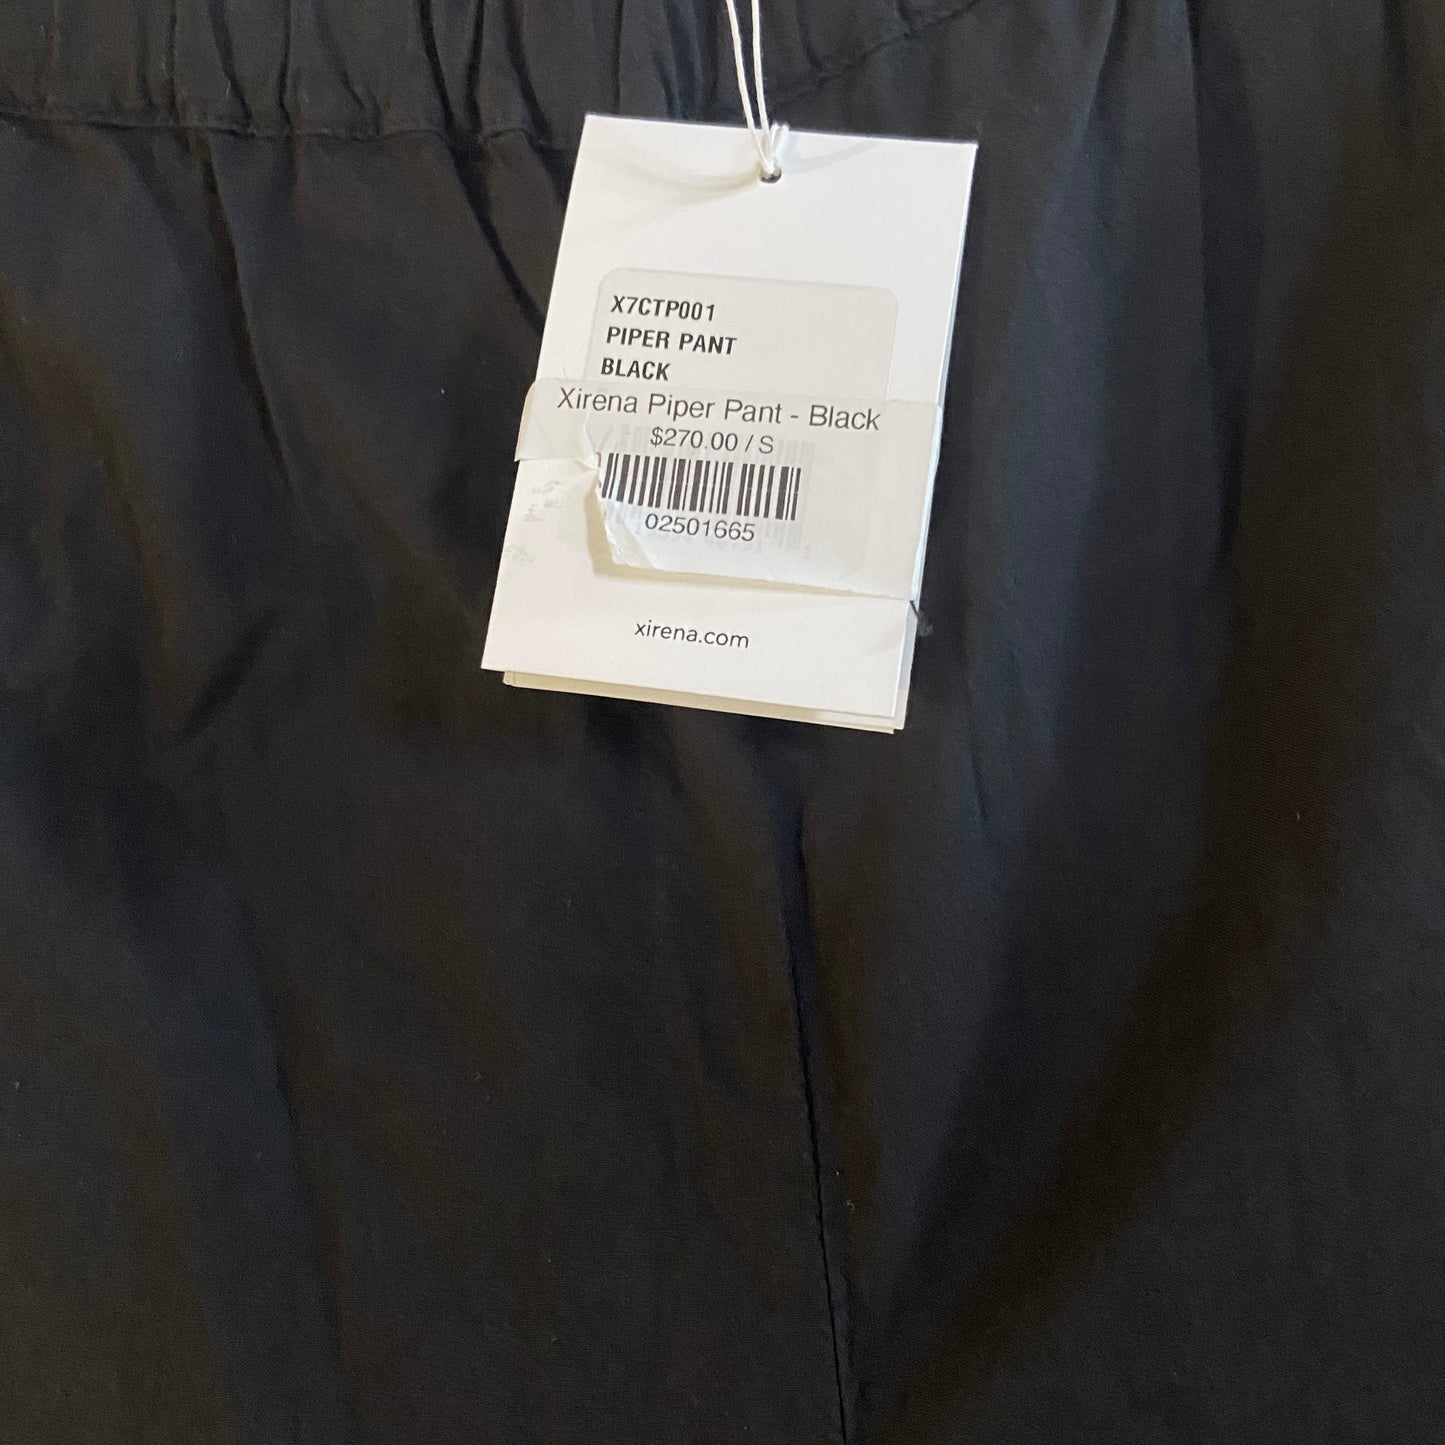 X7CTP001
PIPER PANT
BLACK
Xirena Piper Pant - Black
$270.00 / S
02501665
xirena.com